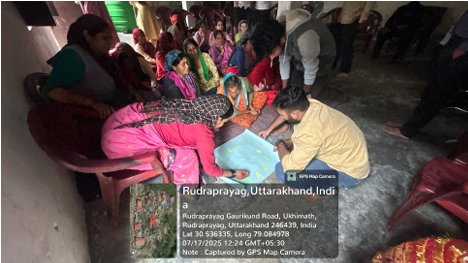 GPS Map Camera
Rudraprayag,Uttarakhand,Indi
a
Rudraprayag Gaurikund Road, Ukhimath,
Rudraprayag, Uttarakhand 246439, India
Lat 30.536335, Long 79.084978
07/17/2025 12:24 GMT+05:30
Note : Captured by GPS Map Camera